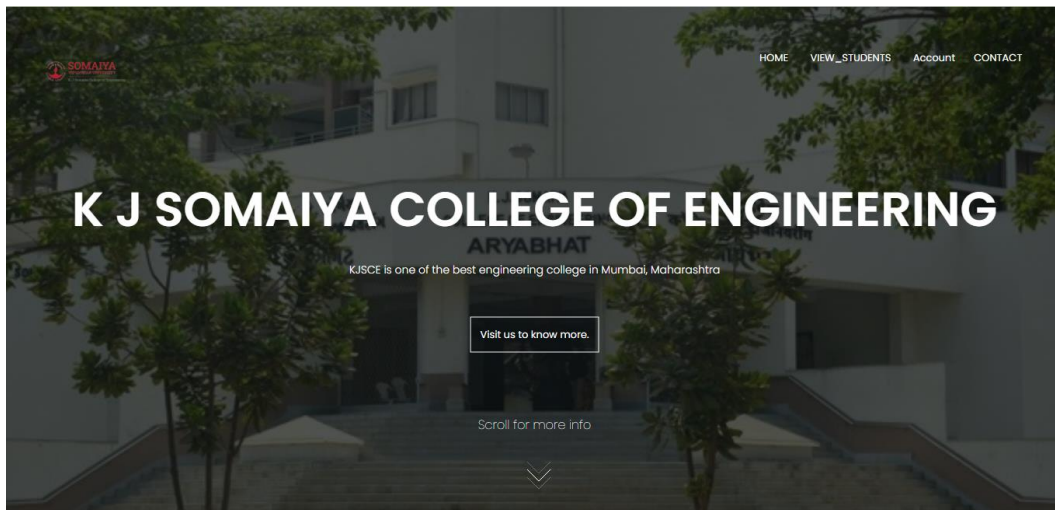 SOMAIYA
HOME VIEW_STUDENTS Account CONTACT
K J SOMAIYA COLLEGE OF ENGINEERING
ARYABHAT
KJSCE is one of the best engineering college in Mumbai, Maharashtra
Visit us to know more.
Scroll for more info